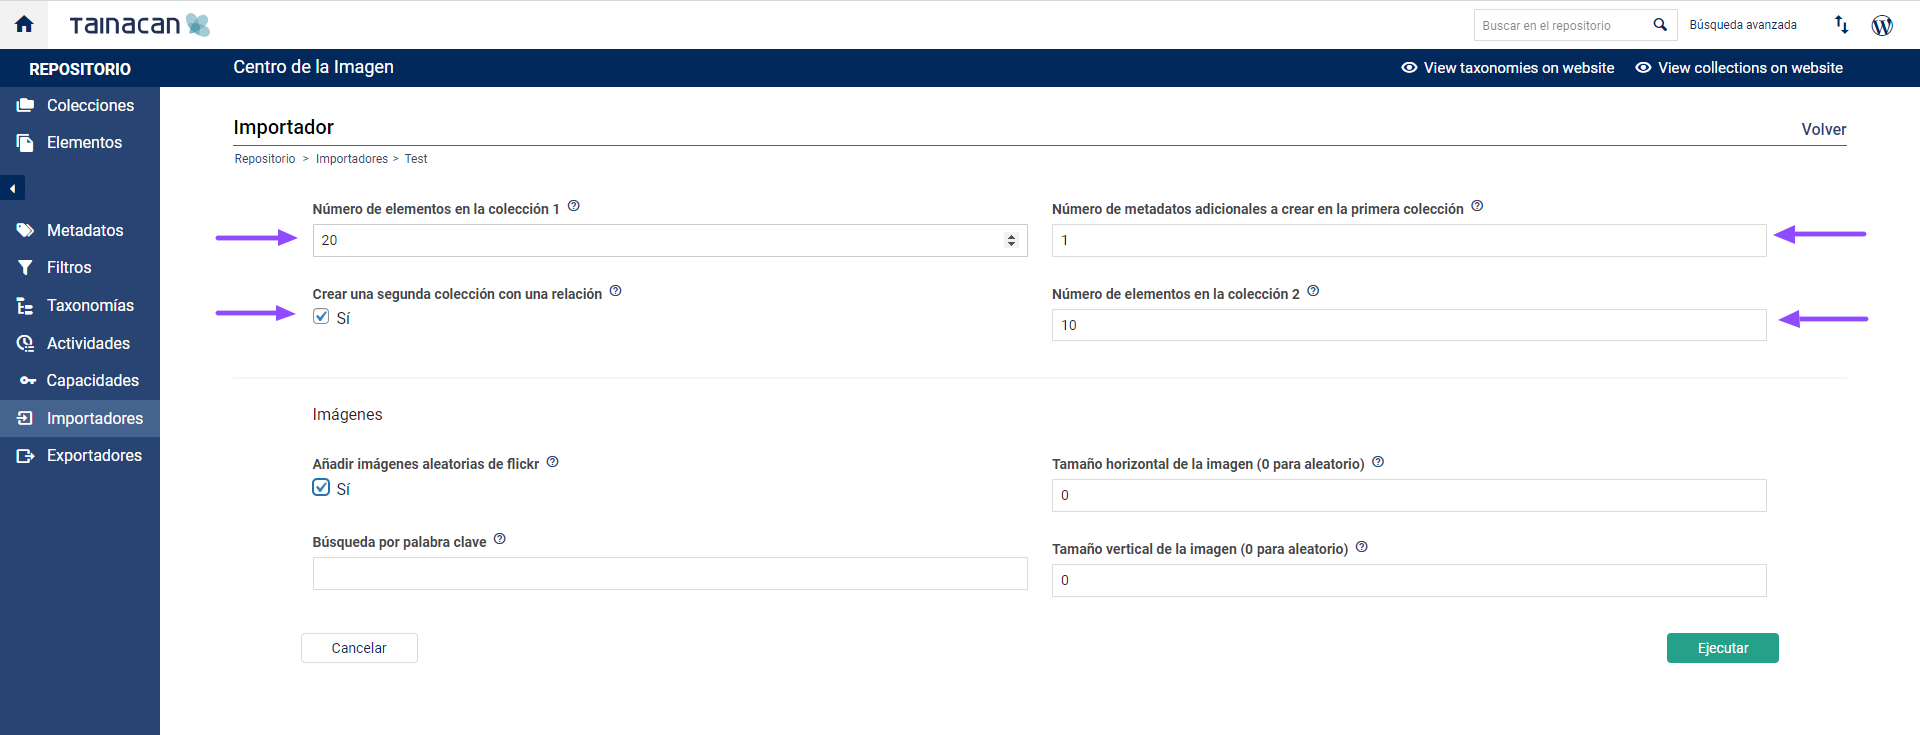 TAINACAN
Buscar en el repositorio
Búsqueda avanzada
REPOSITORIO
Centro de la Imagen
View taxonomies on website
View collections on website
Colecciones
Elementos
Metadatos
Filtros
Taxonomías
Actividades
Capacidades
Importadores
Exportadores
Importador
Volver
Repositorio > Importadores > Test
Número de elementos en la colección 1
20
Número de metadatos adicionales a crear en la primera colección
1
Crear una segunda colección con una relación
Sí
Número de elementos en la colección 2
10
Imágenes
Añadir imágenes aleatorias de flickr
Sí
Tamaño horizontal de la imagen (0 para aleatorio)
0
Búsqueda por palabra clave
Tamaño vertical de la imagen (0 para aleatorio)
0
Cancelar
Ejecutar